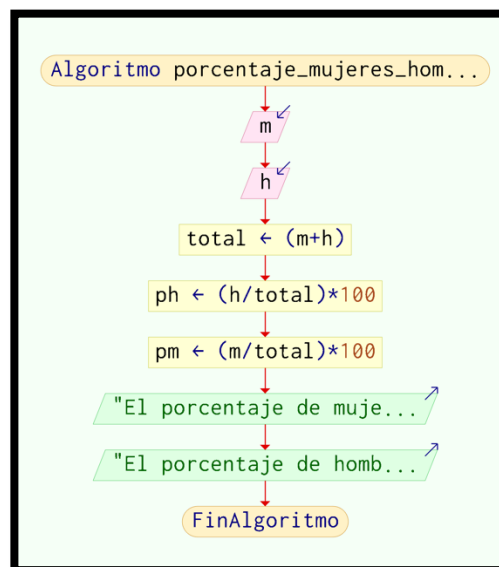 Algoritmo porcentaje_mujeres_hom...
m
h
total ← (m+h)
ph ← (h/total)*100
pm ← (m/total)*100
"El porcentaje de muje...
"El porcentaje de homb...
FinAlgoritmo